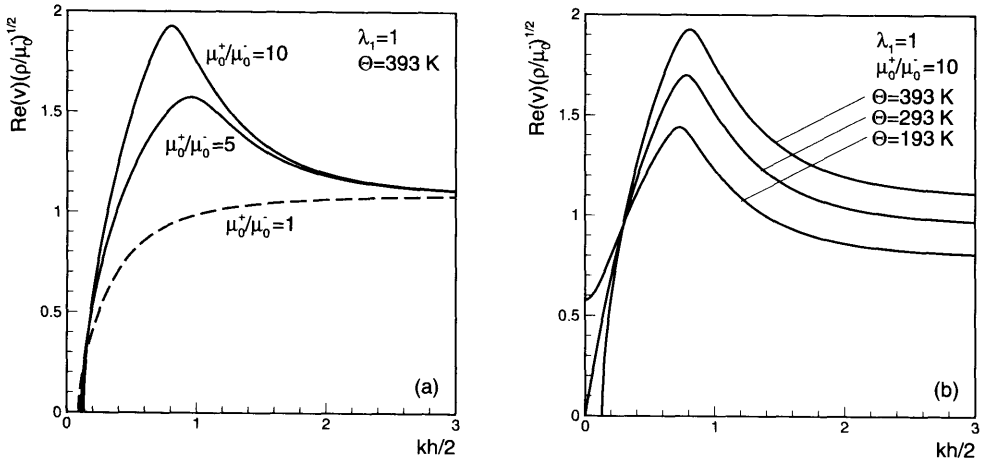 Re(v)(ρ/μ₀⁻)^1/2
2
1.5
1
0.5
0
μ₀⁺/μ₀⁻=10
λ₁=1
Θ=393 K
μ₀⁺/μ₀⁻=5
μ₀⁺/μ₀⁻=1
(a)
0 1 2 3
kh/2
Re(v)(ρ/μ₀⁻)^1/2
2
1.5
1
0.5
0
λ₁=1
μ₀⁺/μ₀⁻=10
Θ=393 K
Θ=293 K
Θ=193 K
(b)
0 1 2 3
kh/2